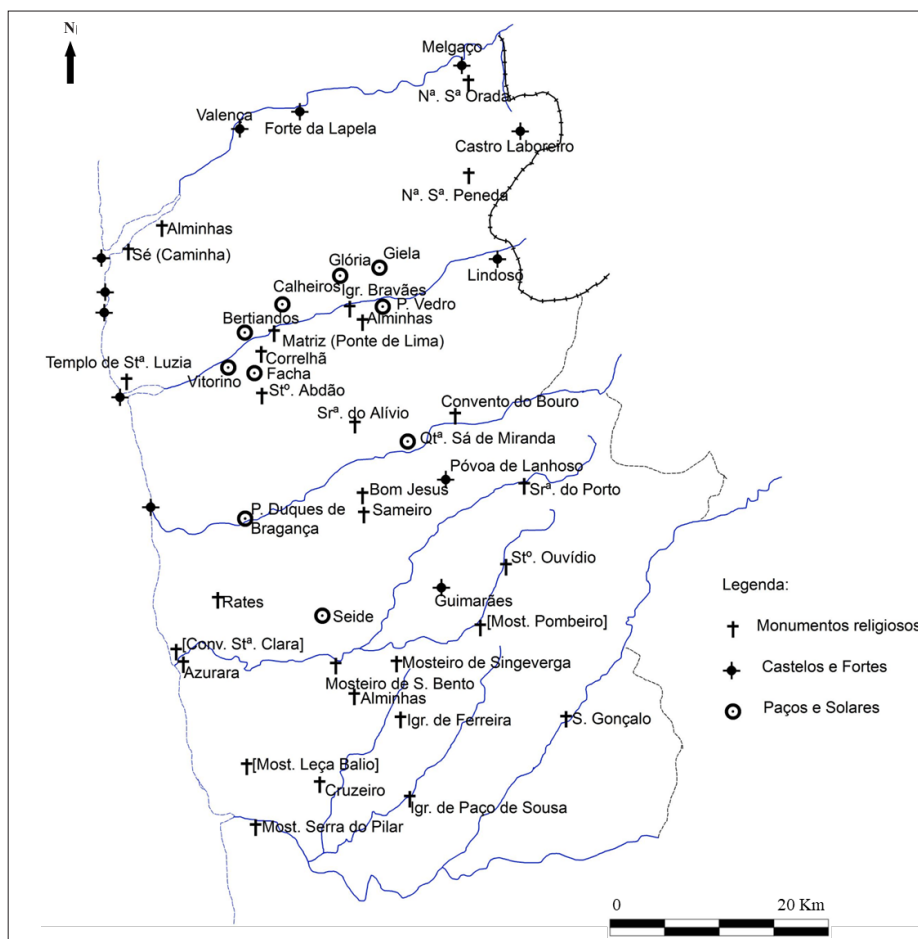 N
Melgaço
Nª. Sª Orada
Valença
Forte da Lapela
Castro Laboreiro
Nª. Sª. Peneda
Alminhas
Sé (Caminha)
Glória
Giela
Lindoso
Calheiros
Igr. Bravães
P. Vedro
Bertiandos
Alminhas
Matriz (Ponte de Lima)
Correlhã
Templo de Stª. Luzia
Vitorino
Facha
Stº. Abdão
Convento do Bouro
Srª. do Alívio
Qtª. Sá de Miranda
Póvoa de Lanhoso
Bom Jesus
Srª. do Porto
P. Duques de
Bragança
Sameiro
Stº. Ouvídio
Legenda:
Guimarães
Rates
Seide
[Most. Pombeiro]
Monumentos religiosos
[Conv. Stª. Clara]
Azurara
Mosteiro de Singeverga
Castelos e Fortes
Mosteiro de S. Bento
Alminhas
Paços e Solares
Igr. de Ferreira
S. Gonçalo
[Most. Leça Balio]
Cruzeiro
Igr. de Paço de Sousa
Most. Serra do Pilar
0 20 Km